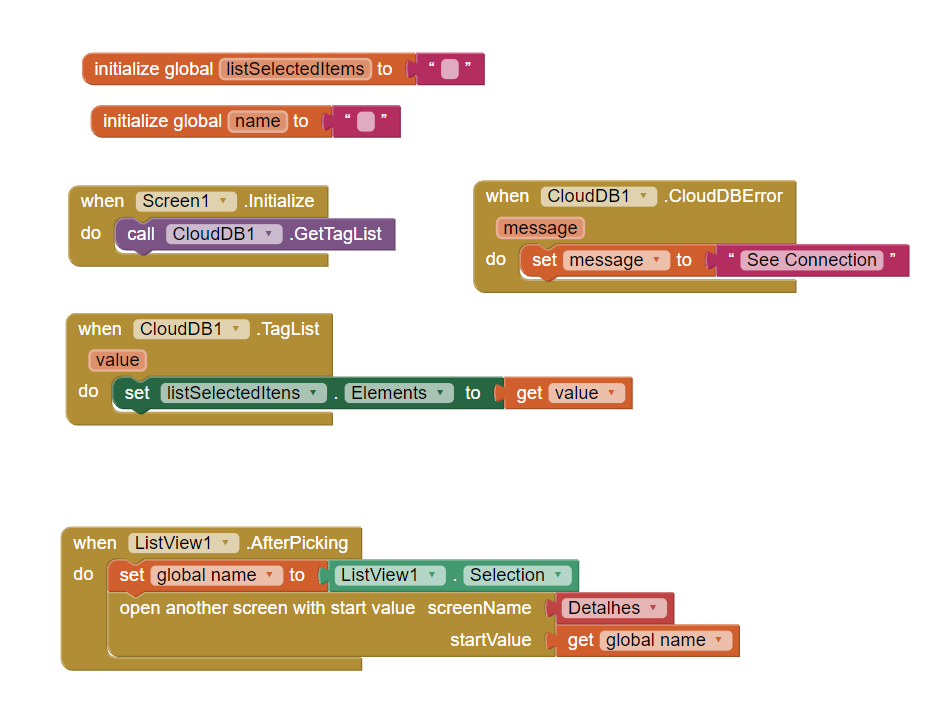 initialize global listSelectedItems to " "
initialize global name to " "
when Screen1 .Initialize
do call CloudDB1 .GetTagList
when CloudDB1 .CloudDBError
message
do set message to " See Connection "
when CloudDB1 .TagList
value
do set listSelectedItens . Elements to get value
when ListView1 .AfterPicking
do set global name to ListView1 . Selection
open another screen with start value screenName Detalhes
startValue get global name